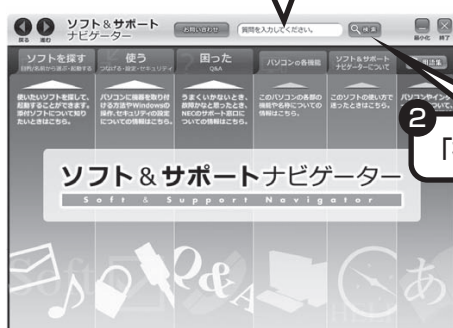 ソフト&サポート
ナビゲーター
お問い合わせ
質問を入力してください。
検索
戻る 進む
最小化 終了
ソフトを探す
目的/名前から選ぶ・起動する
使う
つなげる・設定・セキュリティ
困った
Q&A
パソコンの各機能
ソフト&サポート
ナビゲーターについて
用語集
使いたいソフトを探して、
起動することができます。
添付ソフトについて知り
たいときはこちら。
パソコンに機器を取り付
ける方法やWindowsの
操作、セキュリティの設定
についての情報はこちら。
うまくいかないとき、
故障かなと思ったとき、
NECのサポート窓口に
ついての情報はこちら。
このパソコンの各部の
機能や名称についての
情報はこちら。
このソフトの使い方で
迷ったときはこちら。
2
ソフト&サポートナビゲーター
Soft & Support Navigator
Soft
Q&A
あ